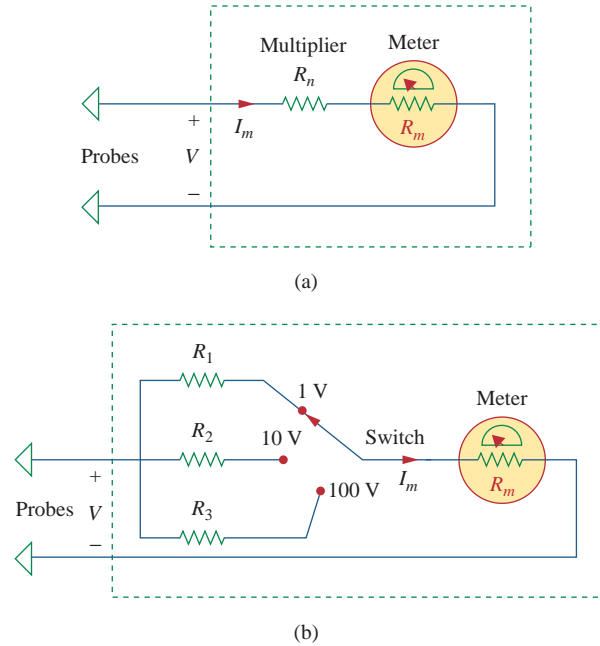 Multiplier
Meter
R_n
+
I_m
R_m
Probes
V
−
(a)
R_1
1 V
Meter
R_2
10 V
Switch
+
I_m
R_m
100 V
Probes
V
R_3
−
(b)